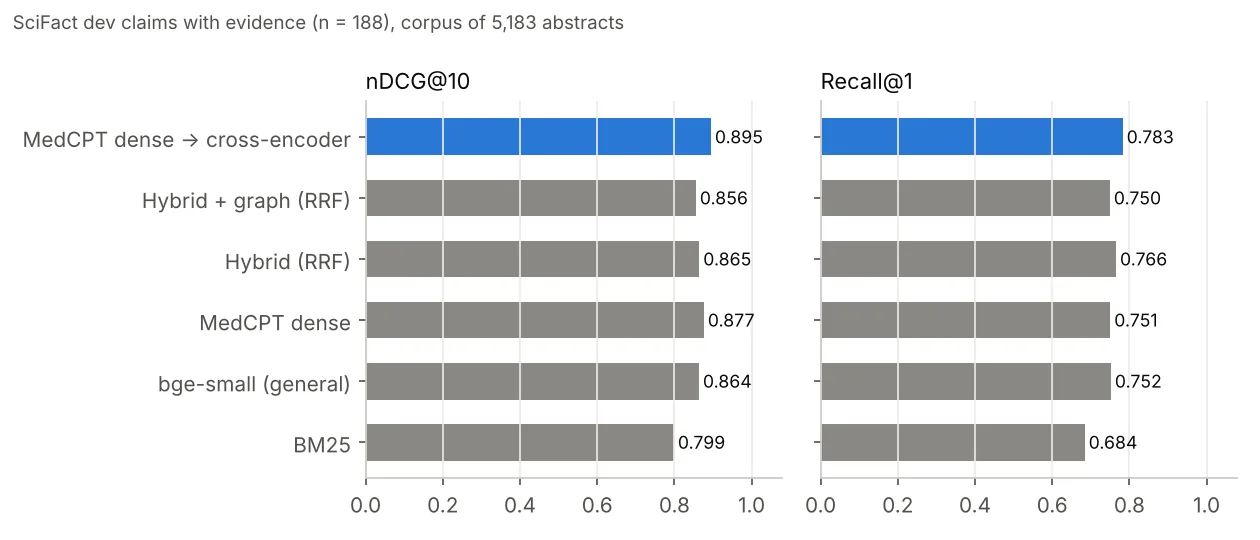 SciFact dev claims with evidence (n = 188), corpus of 5,183 abstracts
nDCG@10
Recall@1
MedCPT dense → cross-encoder
0.895
0.783
Hybrid + graph (RRF)
0.856
0.750
Hybrid (RRF)
0.865
0.766
MedCPT dense
0.877
0.751
bge-small (general)
0.864
0.752
BM25
0.799
0.684
0.0 0.2 0.4 0.6 0.8 1.0
0.0 0.2 0.4 0.6 0.8 1.0